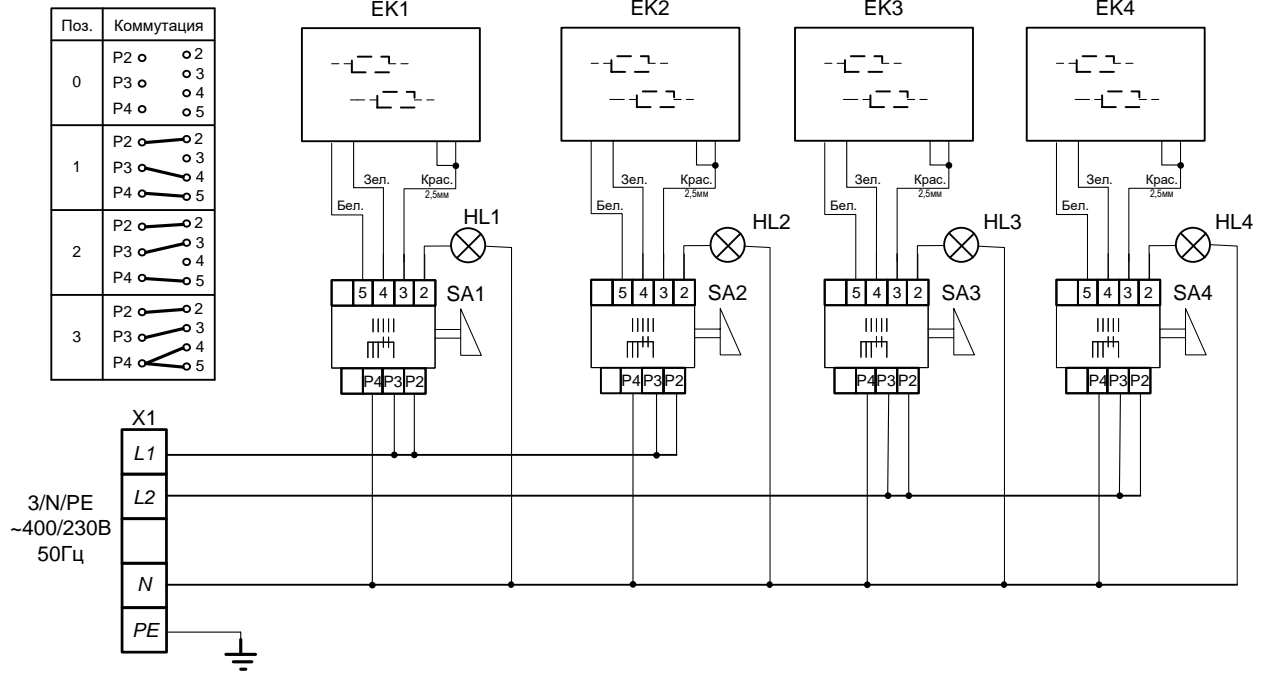 EK1 EK2 EK3 EK4
Поз. Коммутация
0
P2 2
3
P3
4
P4 5
1
P2 2
3
P3 4
P4 5
2
P2 2
P3 3
4
P4 5
3
P2 2
P3 3
4
P4 5
Зел. Крас. Зел. Крас. Зел. Крас. Зел. Крас.
2,5мм 2,5мм 2,5мм 2,5мм
Бел. Бел. Бел. Бел.
HL1 HL2 HL3 HL4
5 4 3 2 SA1 5 4 3 2 SA2 5 4 3 2 SA3 5 4 3 2 SA4
P4 P3 P2 P4 P3 P2 P4 P3 P2 P4 P3 P2
X1
L1
L2
3/N/PE
~400/230В
50Гц
N
PE